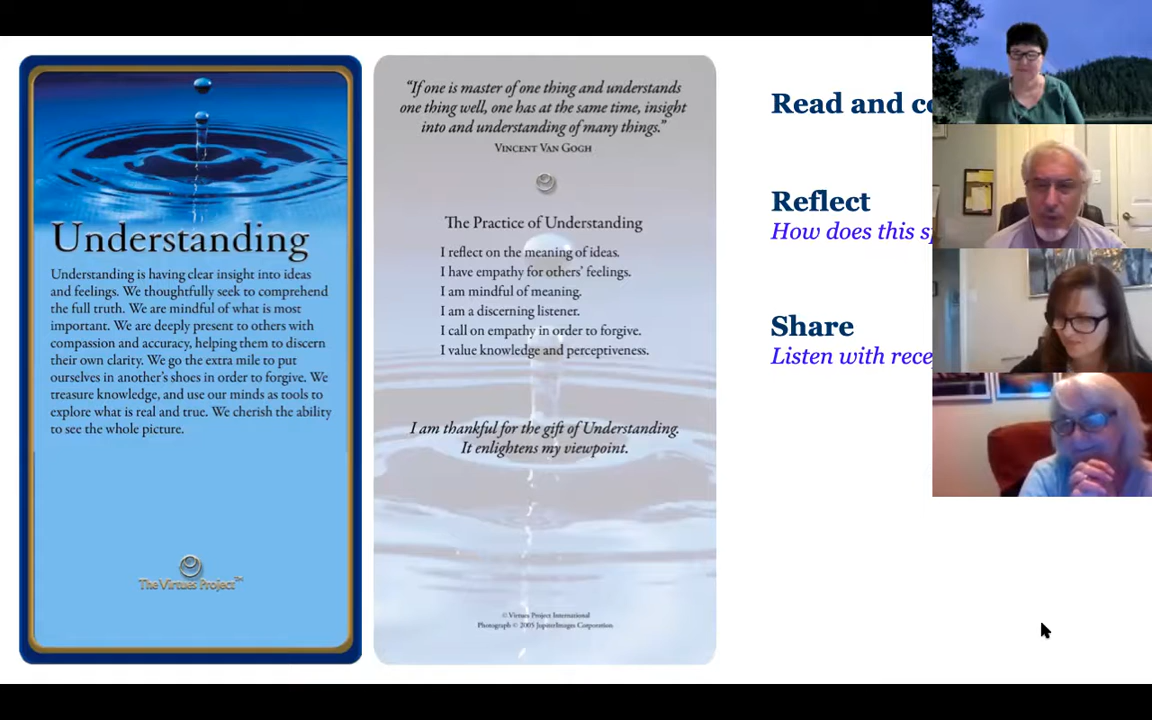 Understanding
Understanding is having clear insight into ideas
and feelings. We thoughtfully seek to comprehend
the full truth. We are mindful of what is most
important. We are deeply present to others with
compassion and accuracy, helping them to discern
their own clarity. We go the extra mile to put
ourselves in another's shoes in order to forgive. We
treasure knowledge, and use our minds as tools to
explore what is real and true. We cherish the ability
to see the whole picture.
The Virtues Project™
“If one is master of one thing and understands
one thing well, one has at the same time, insight
into and understanding of many things.”
Vincent Van Gogh
The Practice of Understanding
I reflect on the meaning of ideas.
I have empathy for others' feelings.
I am mindful of meaning.
I am a discerning listener.
I call on empathy in order to forgive.
I value knowledge and perceptiveness.
I am thankful for the gift of Understanding.
It enlightens my viewpoint.
© Virtues Project International
Photograph © 2005 JupiterImages Corporation
Read and
Reflect
How does this
Share
Listen with